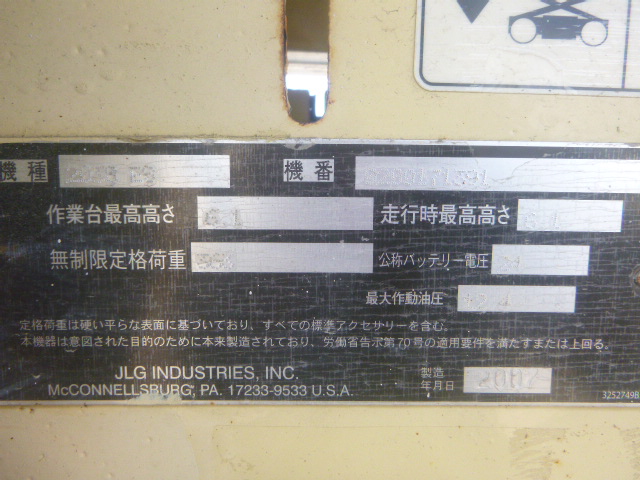 機種
機番
作業台最高高さ 6.1
走行時最高高さ
無制限定格荷重
公称バッテリー電圧
最大作動油圧 12.4
定格荷重は硬い平らな表面に基づいており、すべての標準アクセサリーを含む。
本機器は意図された目的のために本来製造されており、労働省告示第70号の適用要件を満たすまたは上回る。
JLG INDUSTRIES, INC.
McCONNELLSBURG, PA. 17233-9533 U.S.A.
製造
年月日
3252749B